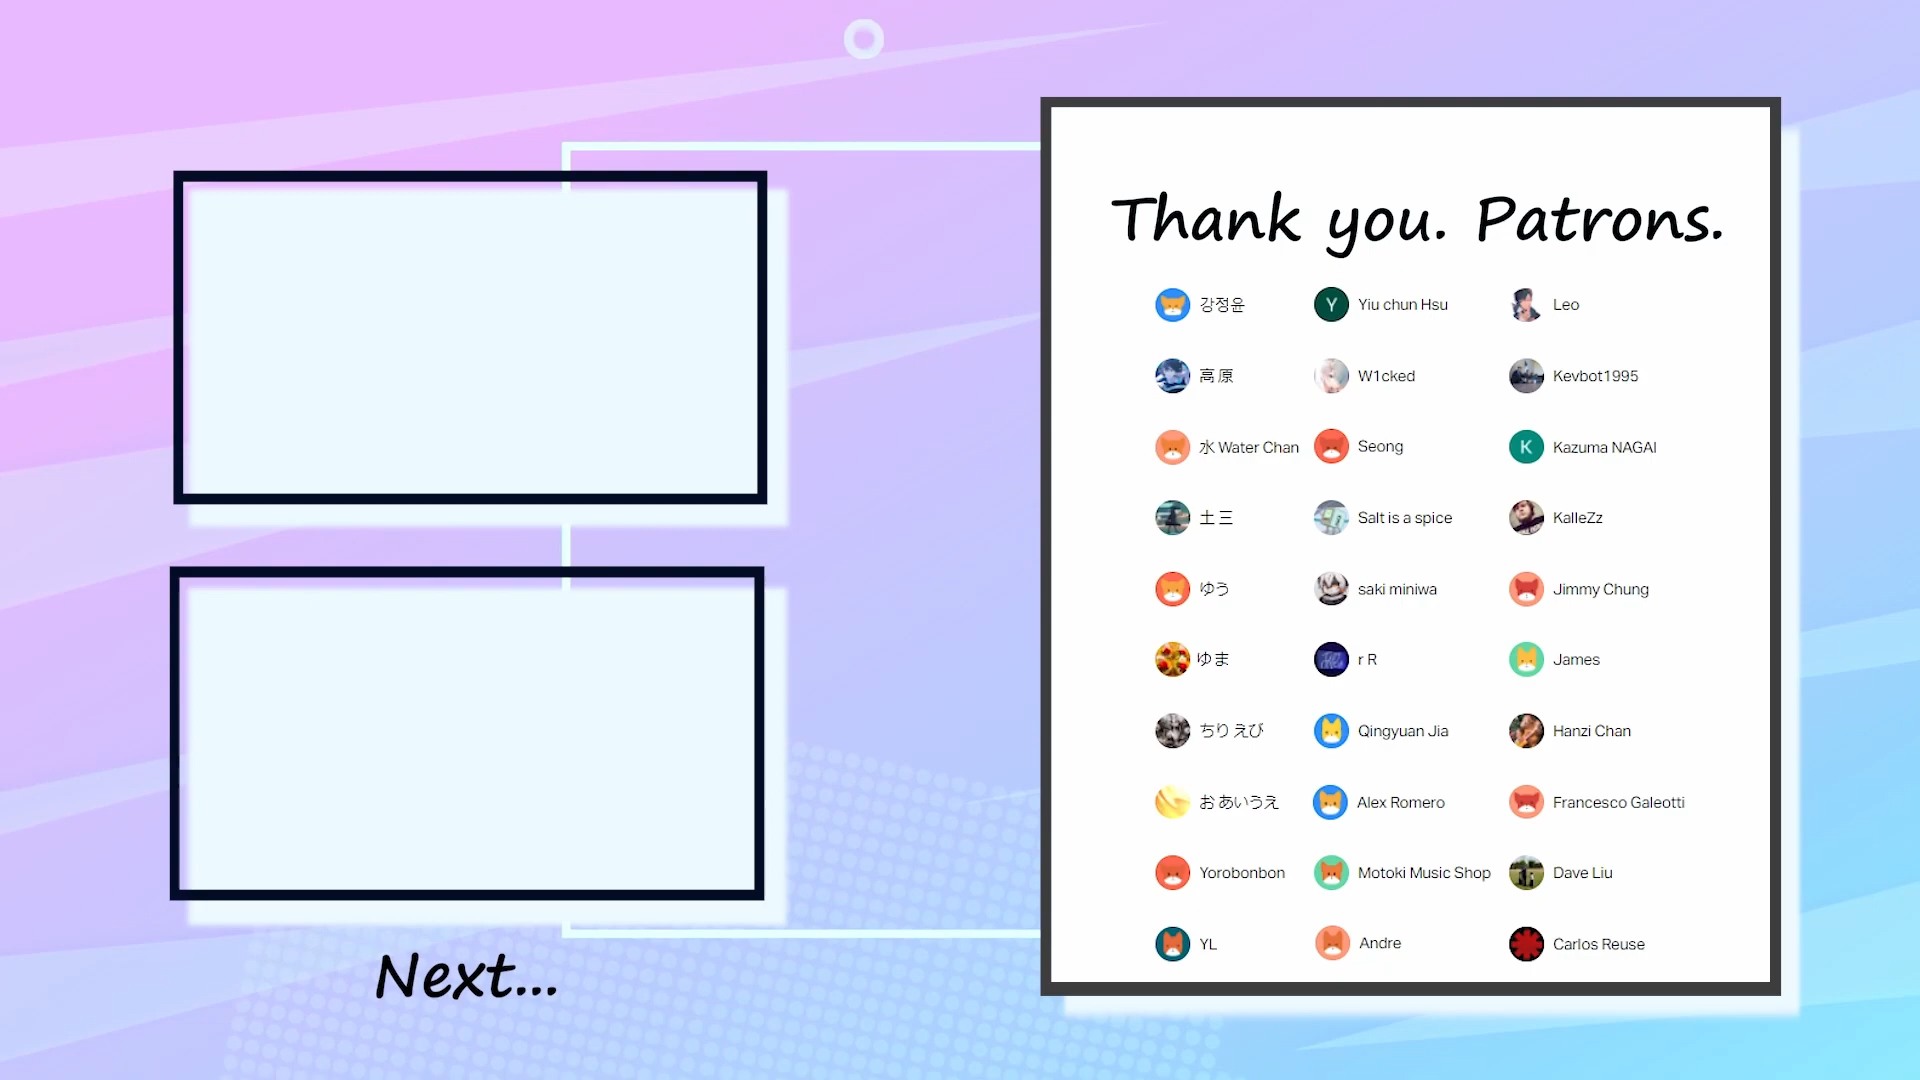 Thank you. Patrons.
강정윤 Yiu chun Hsu Leo
高原 W1cked Kevbot1995
水 Water Chan Seong Kazuma NAGAI
土三 Salt is a spice KalleZz
ゆう saki miniwa Jimmy Chung
ゆま r R James
ちり えび Qingyuan Jia Hanzi Chan
お あいうえ Alex Romero Francesco Galeotti
Yorobonbon Motoki Music Shop Dave Liu
YL Andre Carlos Reuse
Next...